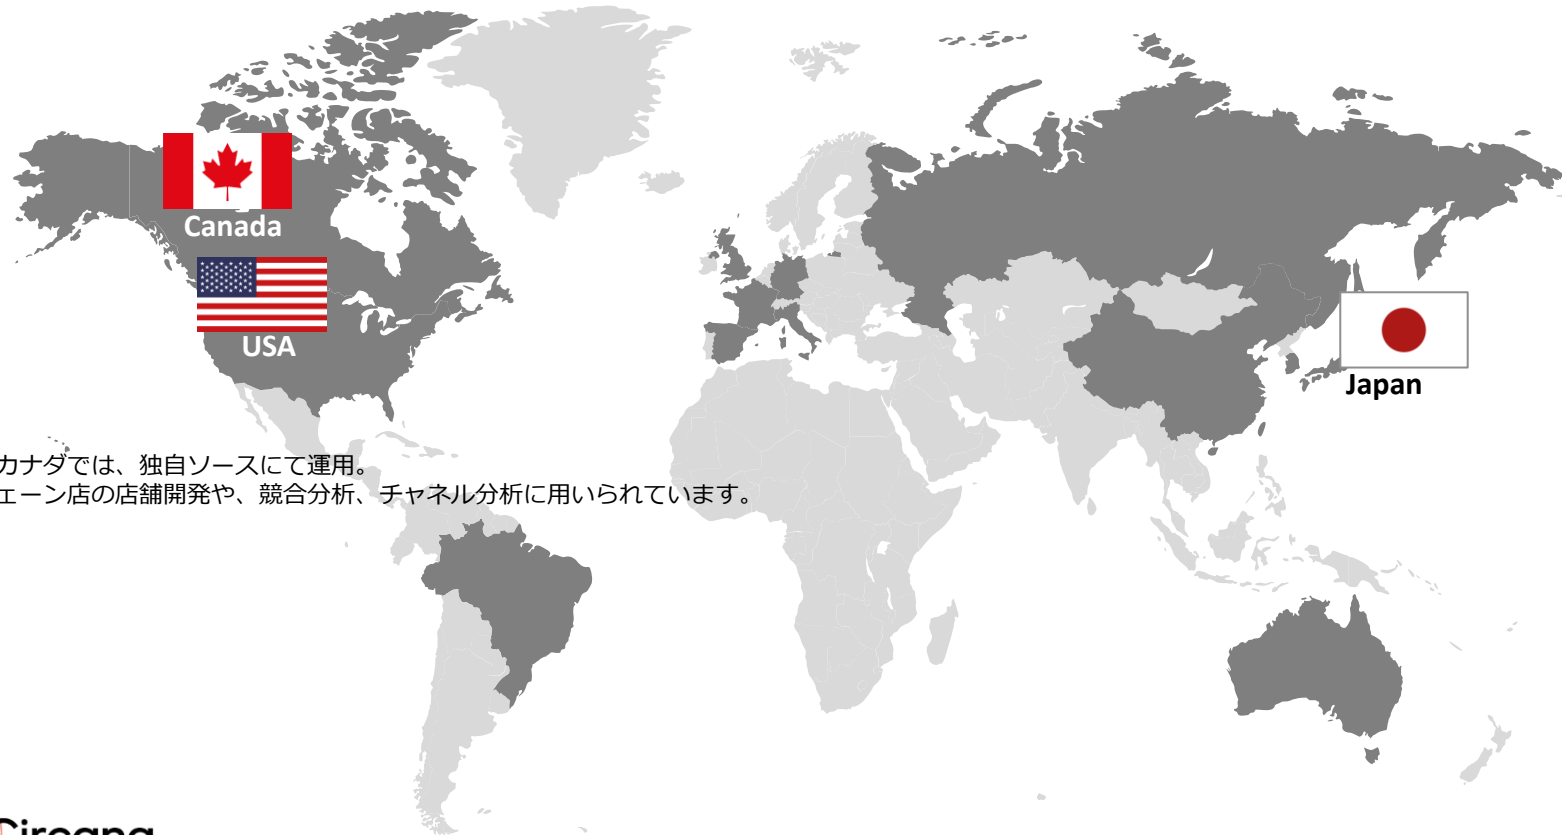 Canada
USA
Japan
カナダでは、独自ソースにて運用。
ェーン店の店舗開発や、競合分析、チャネル分析に用いられています。
Circana